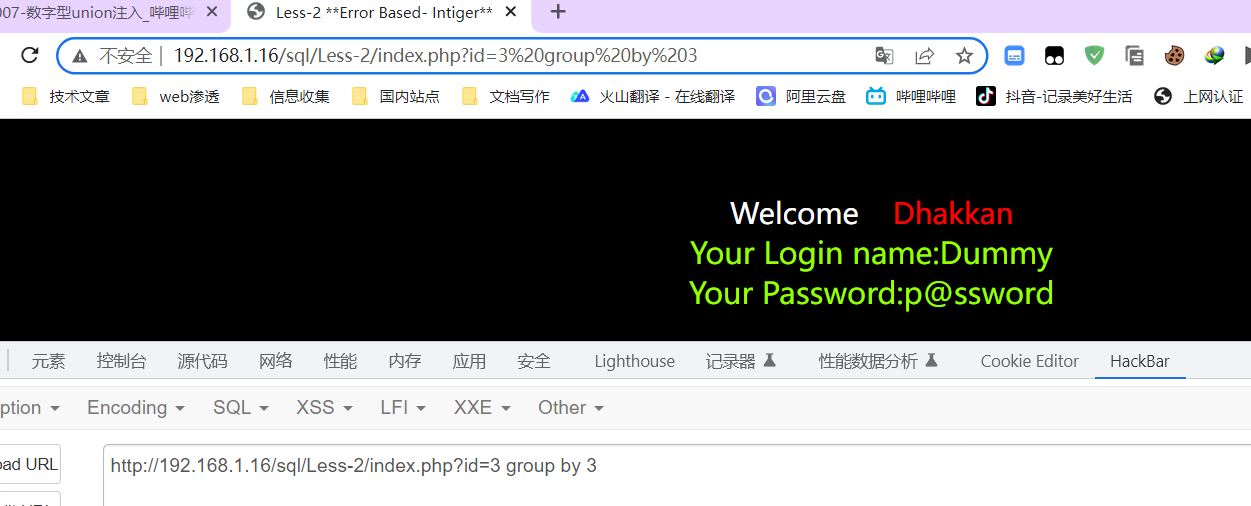 007-数字型union注入_哔哩哔 Less-2 **Error Based- Intiger**
不安全 192.168.1.16/sql/Less-2/index.php?id=3%20group%20by%203
技术文章 web渗透 信息收集 国内站点 文档写作 火山翻译 - 在线翻译 阿里云盘 哔哩哔哩 抖音-记录美好生活 上网认证
Welcome Dhakkan
Your Login name:Dummy
Your Password:p@ssword
元素 控制台 源代码 网络 性能 内存 应用 安全 Lighthouse 记录器 性能数据分析 Cookie Editor HackBar
ption Encoding SQL XSS LFI XXE Other
oad URL
http://192.168.1.16/sql/Less-2/index.php?id=3 group by 3